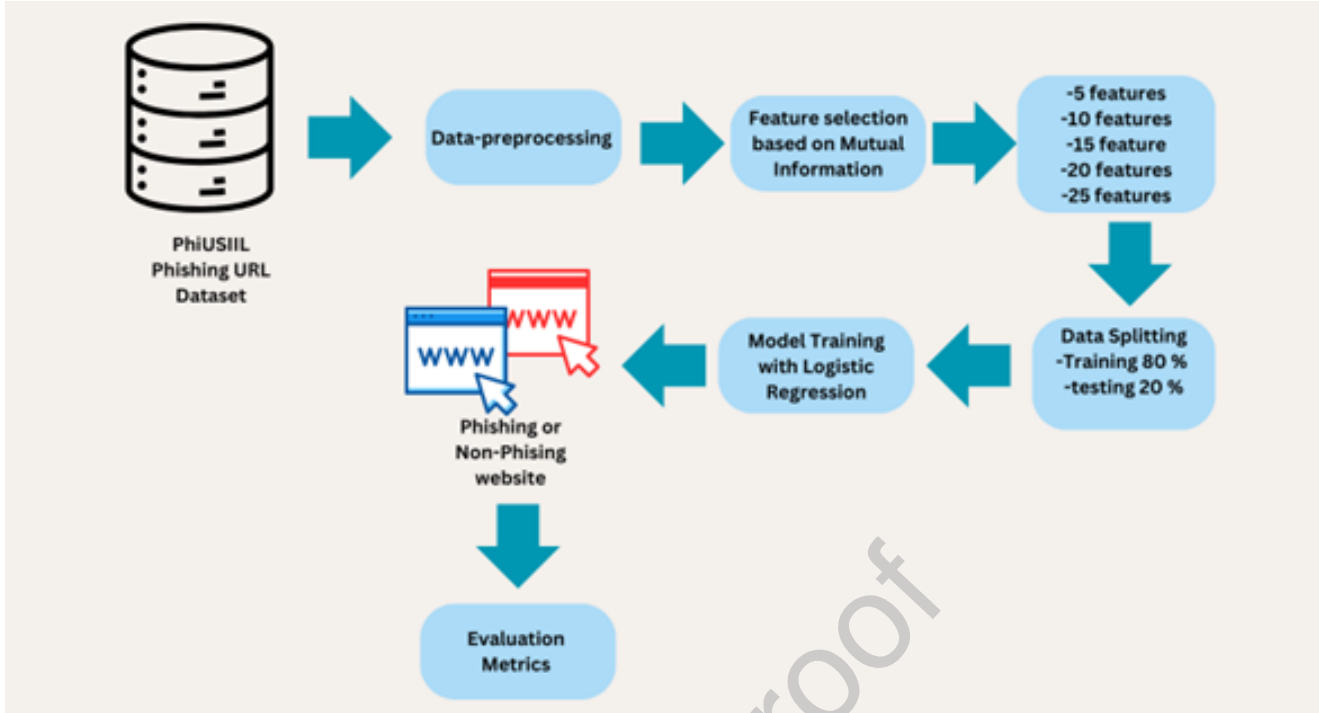 PhiUSIIL
Phishing URL
Dataset
Data-preprocessing
Feature selection
based on Mutual
Information
-5 features
-10 features
-15 feature
-20 features
-25 features
Data Splitting
-Training 80 %
-testing 20 %
Model Training
with Logistic
Regression
WWW
WWW
Phishing or
Non-Phising
website
Evaluation
Metrics
roof